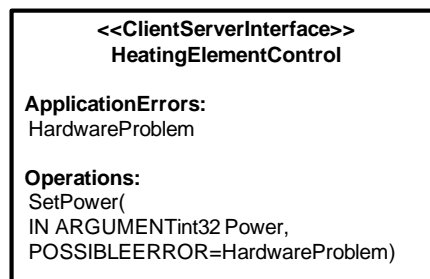 <<ClientServerInterface>>
HeatingElementControl
ApplicationErrors:
HardwareProblem
Operations:
SetPower(
IN ARGUMENTint32 Power,
POSSIBLEERROR=HardwareProblem)